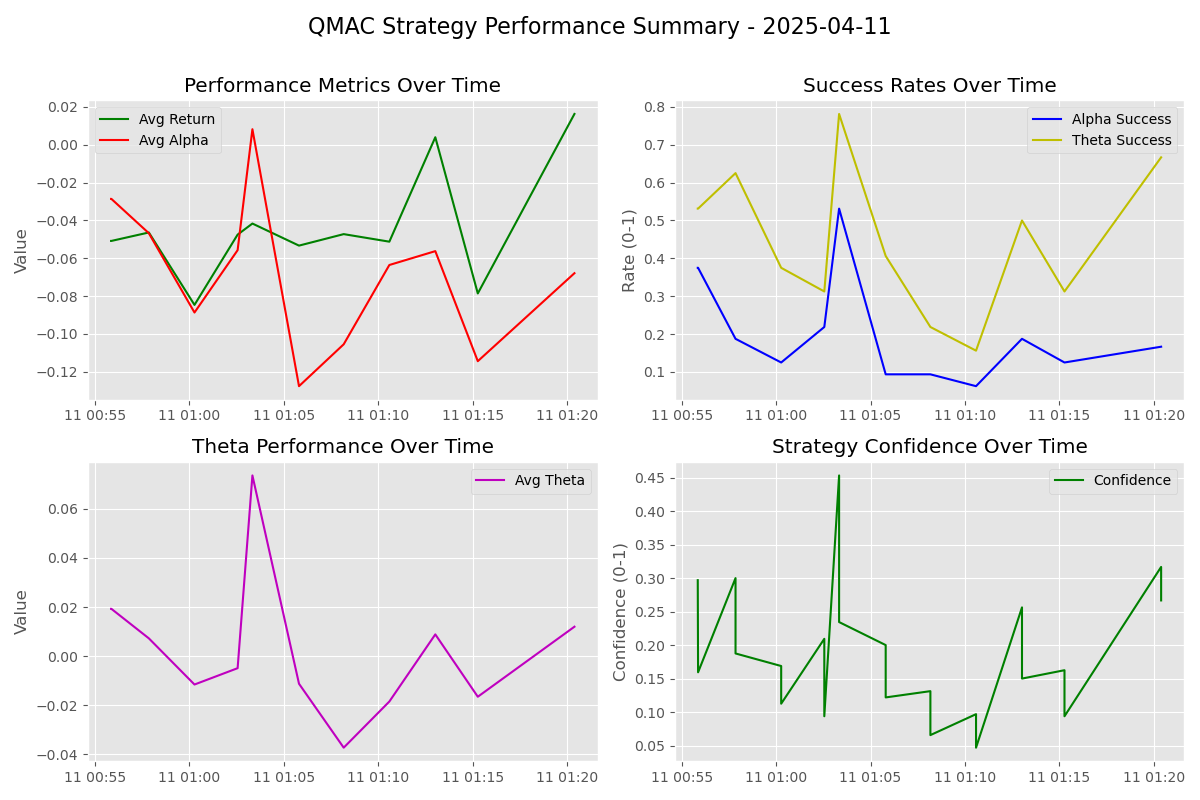 QMAC Strategy Performance Summary - 2025-04-11
Performance Metrics Over Time
Avg Return
Avg Alpha
Value
0.02
0.00
−0.02
−0.04
−0.06
−0.08
−0.10
−0.12
11 00:55 11 01:00 11 01:05 11 01:10 11 01:15 11 01:20
Success Rates Over Time
Alpha Success
Theta Success
Rate (0-1)
0.8
0.7
0.6
0.5
0.4
0.3
0.2
0.1
11 00:55 11 01:00 11 01:05 11 01:10 11 01:15 11 01:20
Theta Performance Over Time
Avg Theta
Value
0.06
0.04
0.02
0.00
−0.02
−0.04
11 00:55 11 01:00 11 01:05 11 01:10 11 01:15 11 01:20
Strategy Confidence Over Time
Confidence
Confidence (0-1)
0.45
0.40
0.35
0.30
0.25
0.20
0.15
0.10
0.05
11 00:55 11 01:00 11 01:05 11 01:10 11 01:15 11 01:20